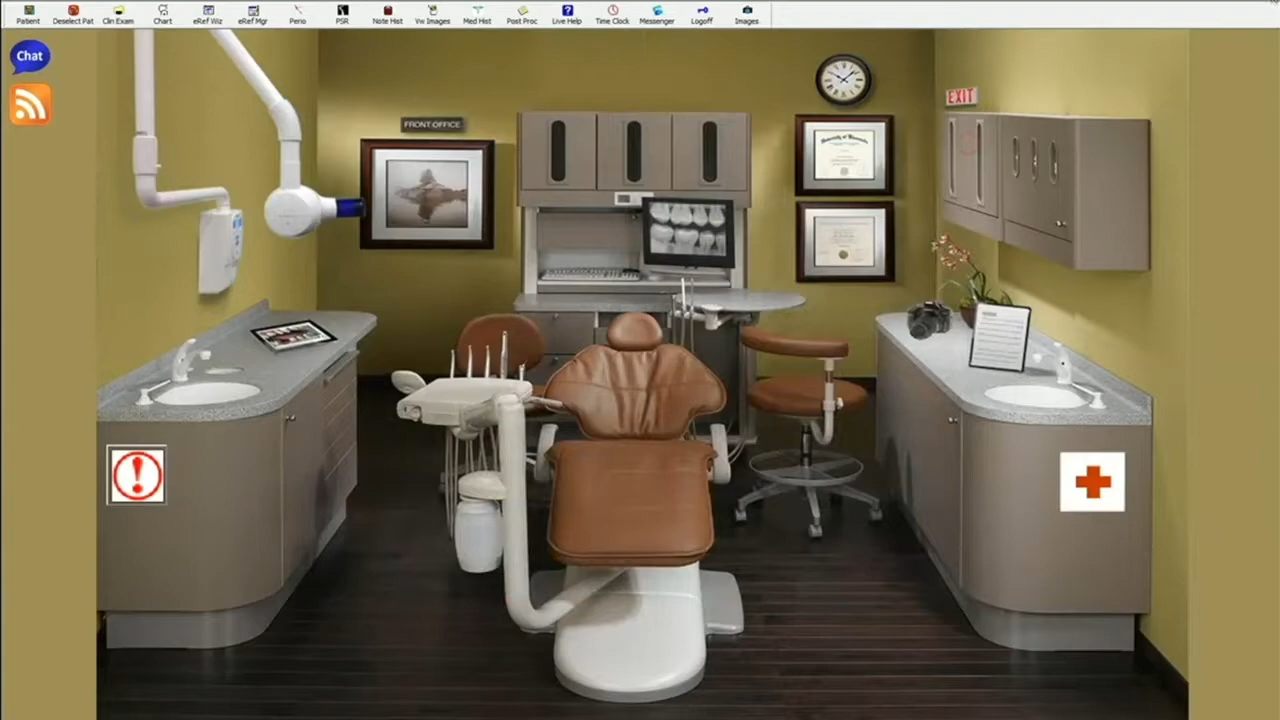 Patient Deselect Pat Clin Exam Chart eRef Wiz eRef Mgr Perio PSR Note Hist Vw Images Med Hist Post Proc Live Help Time Clock Messenger Logoff Images
Chat
EXIT
FRONT OFFICE